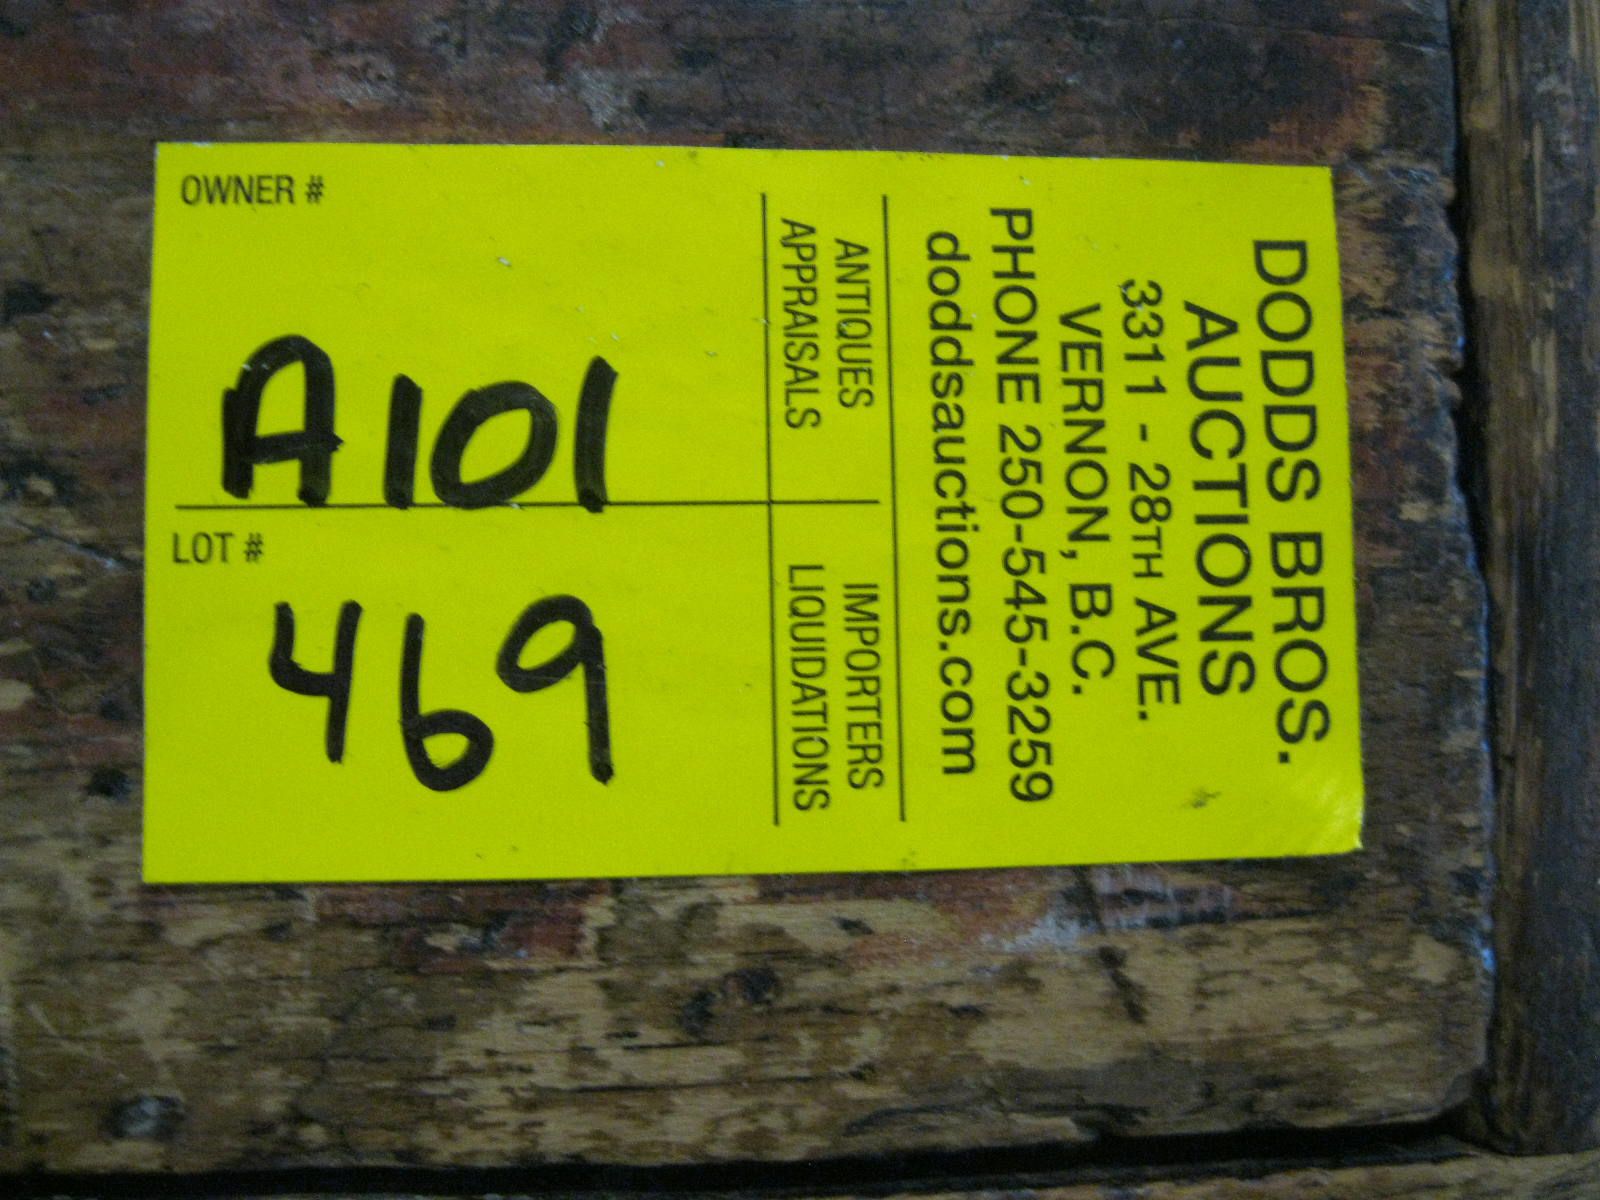 DODDS BROS.
AUCTIONS
3311 - 28TH AVE.
VERNON, B.C.
PHONE 250-545-3259
doddsauctions.com
ANTIQUES
APPRAISALS
IMPORTERS
LIQUIDATIONS
OWNER #
A101
LOT #
469